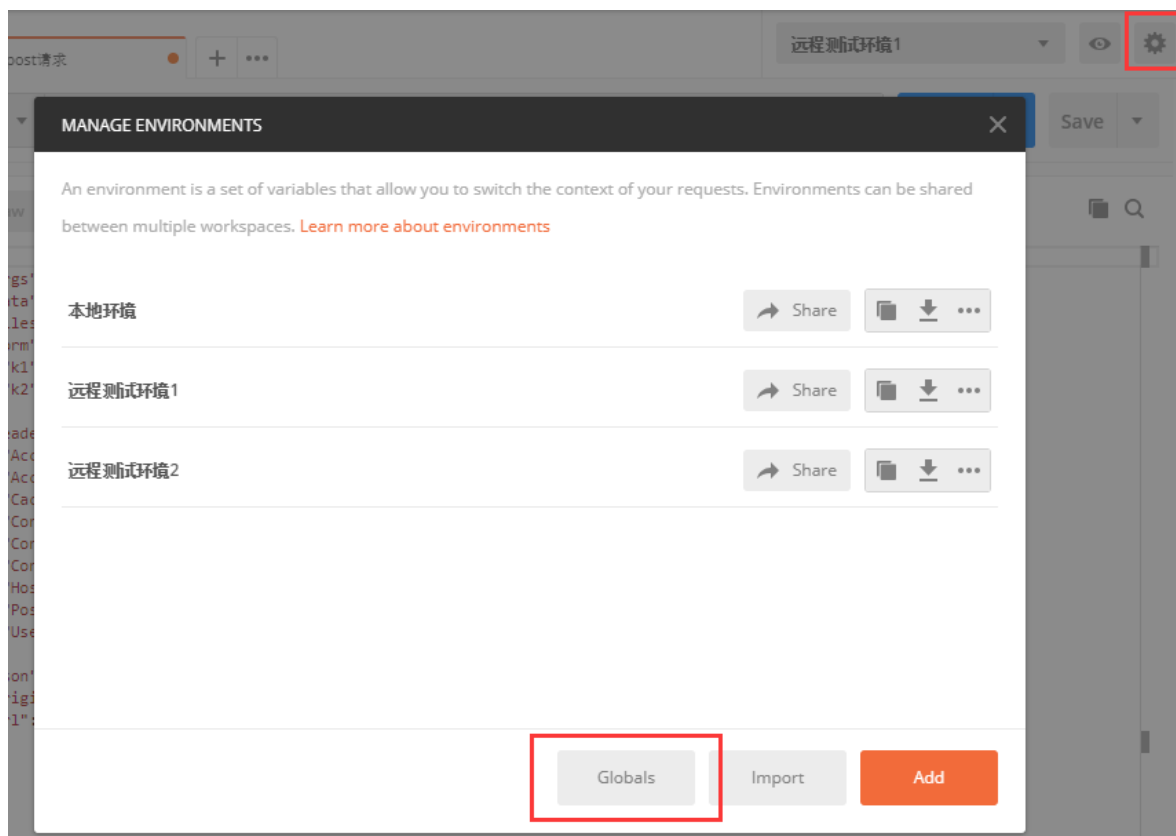 远程测试环境1
post请求
MANAGE ENVIRONMENTS
Save
An environment is a set of variables that allow you to switch the context of your requests. Environments can be shared
between multiple workspaces. Learn more about environments
本地环境 Share
远程测试环境1 Share
远程测试环境2 Share
"k1"
"k2"
Globals Import Add